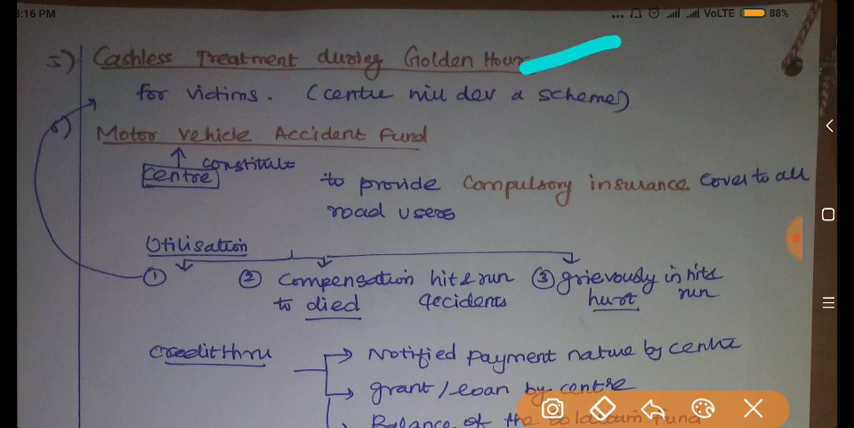 3:16 PM
... VoLTE 88%
5) Cashless Treatment during Golden Hour
for victims. (centre will dev a scheme)
6) Motor Vehicle Accident Fund
↑ constitute
Centre
to provide compulsory insurance cover to all
road users
Utilisation
① ② compensation hit & run ③ grievously in hit &
to died accidents hurt run
credit thru
→ Notified payment nature by centre
→ grant/loan by centre
Balance of the Solatium Fund